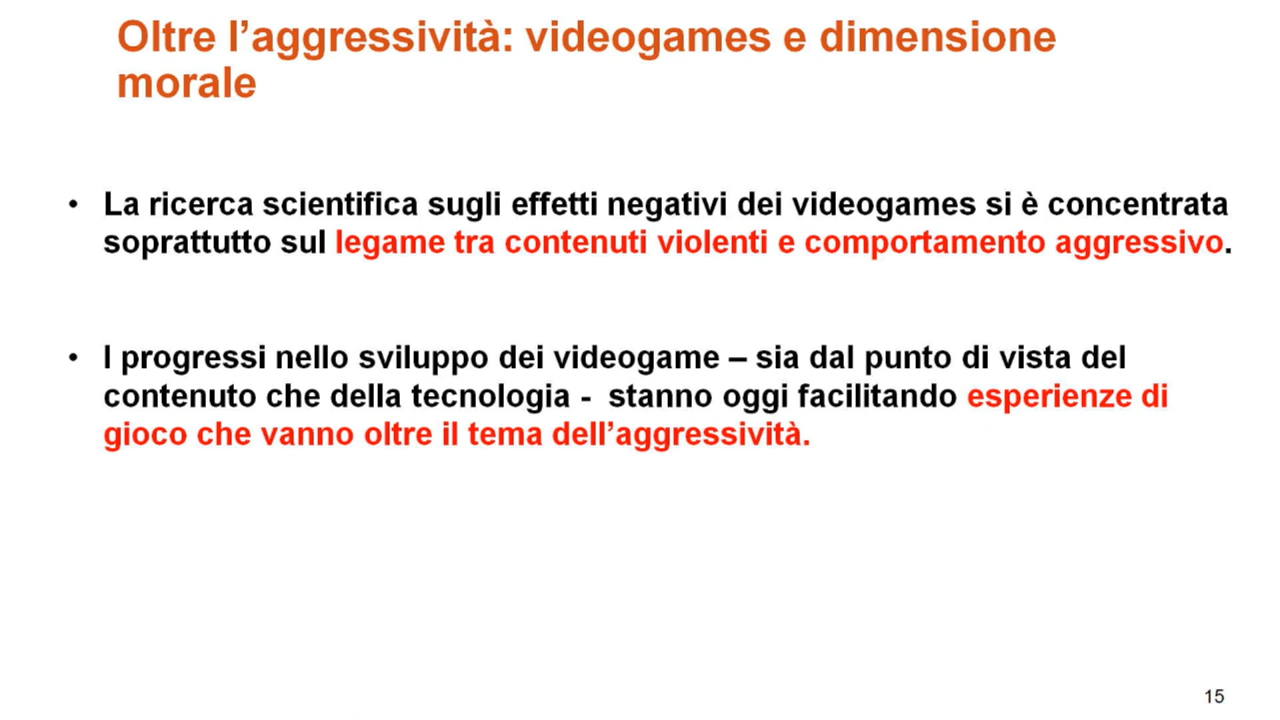 Oltre l’aggressività: videogames e dimensione
morale
• La ricerca scientifica sugli effetti negativi dei videogames si è concentrata
soprattutto sul legame tra contenuti violenti e comportamento aggressivo.
• I progressi nello sviluppo dei videogame – sia dal punto di vista del
contenuto che della tecnologia - stanno oggi facilitando esperienze di
gioco che vanno oltre il tema dell’aggressività.
15